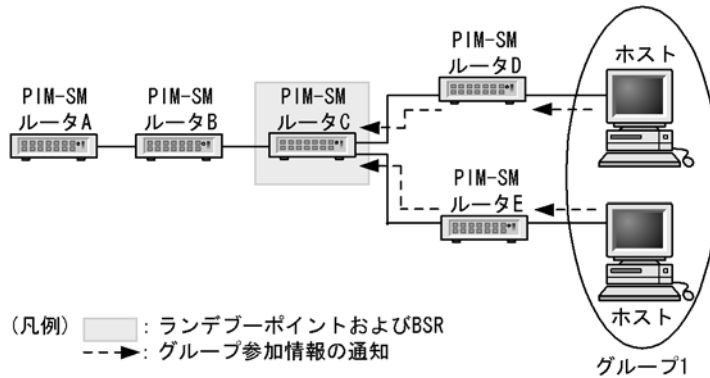 PIM-SM
ルータD
ホスト
PIM-SM
ルータA
PIM-SM
ルータB
PIM-SM
ルータC
PIM-SM
ルータE
ホスト
(凡例)
: ランデブーポイントおよびBSR
: グループ参加情報の通知
グループ1